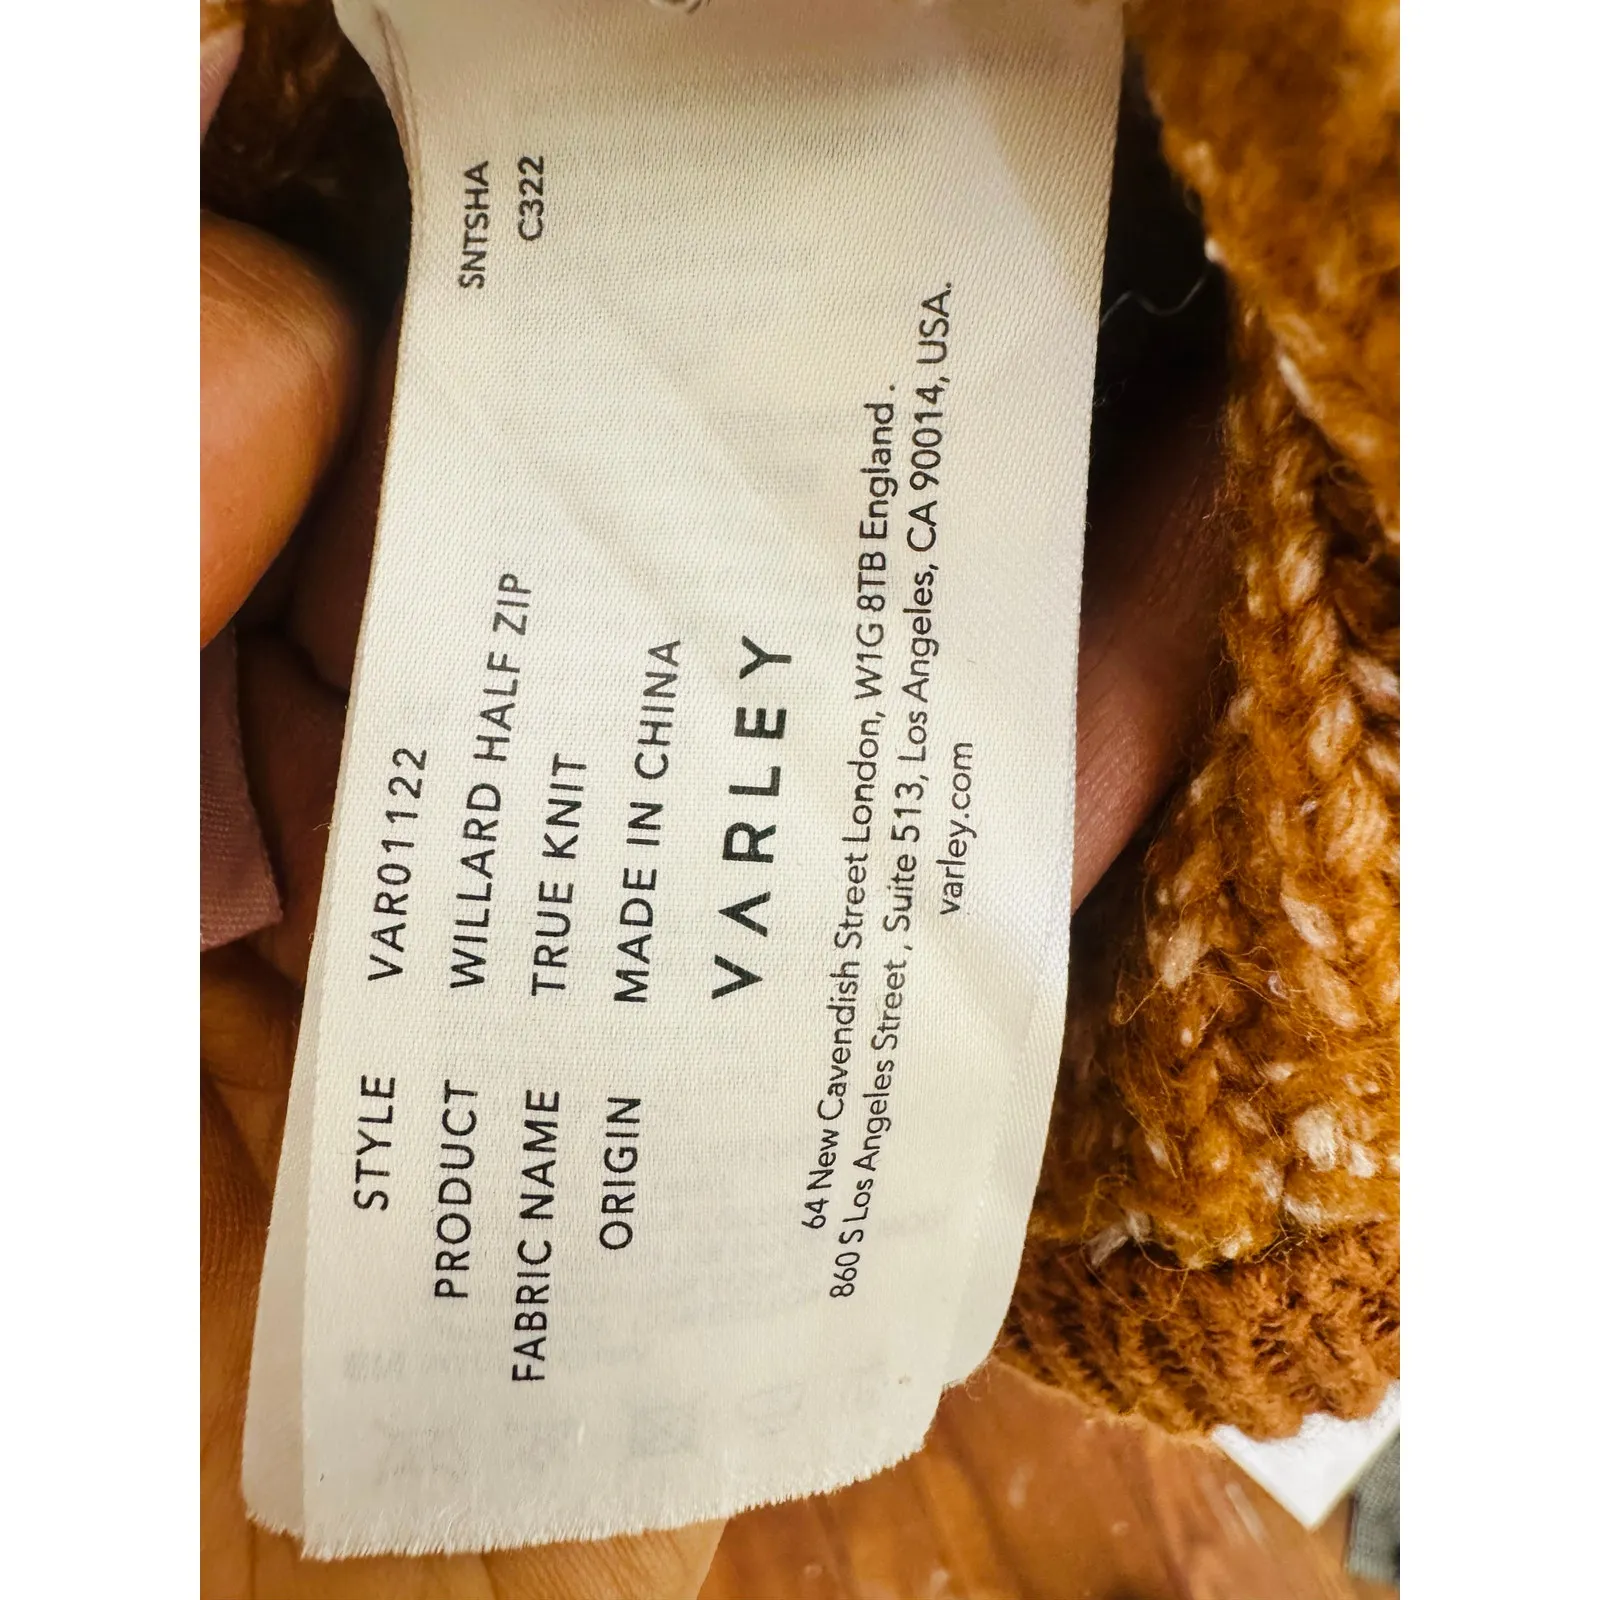 SNTSHA
C322
STYLE VAR01122
PRODUCT WILLARD HALF ZIP
FABRIC NAME TRUE KNIT
ORIGIN MADE IN CHINA
VARLEY
64 New Cavendish Street London, W1G 8TB England .
860 S Los Angeles Street , Suite 513, Los Angeles, CA 90014, USA.
varley.com